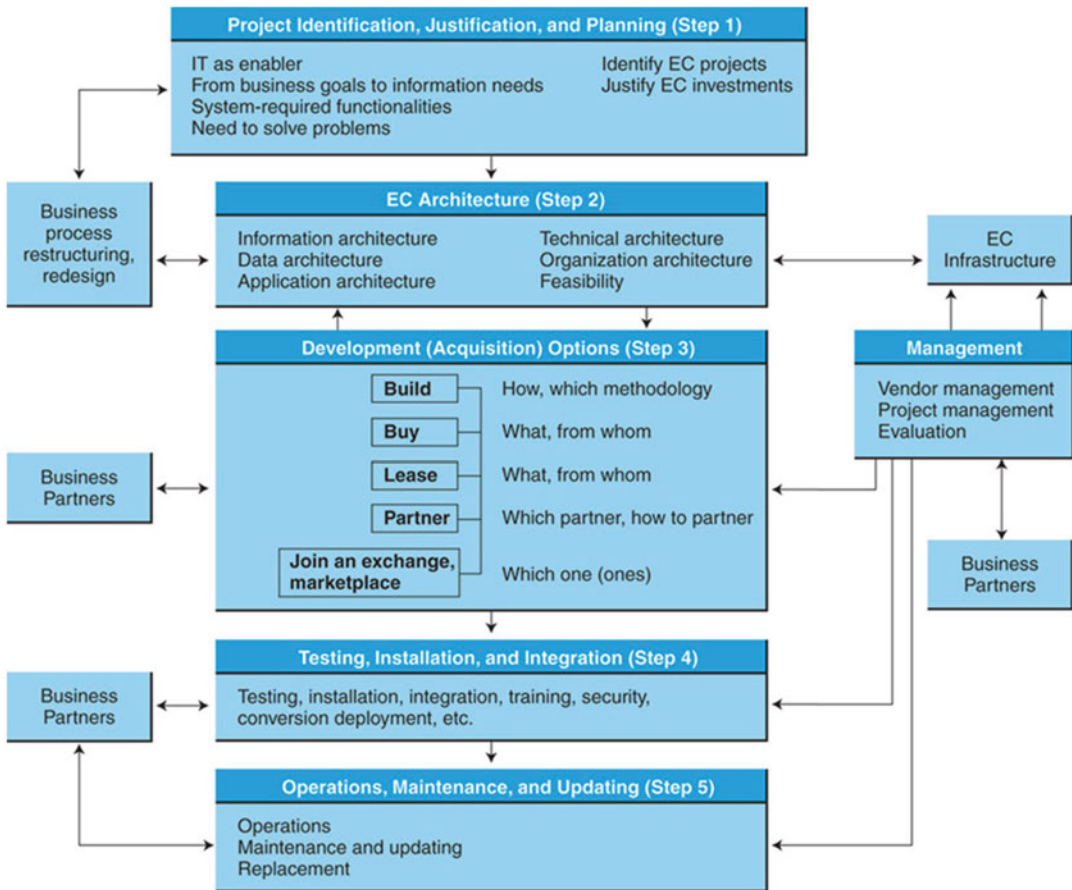 Project Identification, Justification, and Planning (Step 1)
IT as enabler
From business goals to information needs
System-required functionalities
Need to solve problems
Identify EC projects
Justify EC investments
Business
process
restructuring,
redesign
EC Architecture (Step 2)
Information architecture
Data architecture
Application architecture
Technical architecture
Organization architecture
Feasibility
EC
Infrastructure
Development (Acquisition) Options (Step 3)
Build
How, which methodology
Buy
What, from whom
Lease
What, from whom
Partner
Which partner, how to partner
Join an exchange,
marketplace
Which one (ones)
Management
Vendor management
Project management
Evaluation
Business
Partners
Business
Partners
Testing, Installation, and Integration (Step 4)
Testing, installation, integration, training, security,
conversion deployment, etc.
Business
Partners
Operations, Maintenance, and Updating (Step 5)
Operations
Maintenance and updating
Replacement